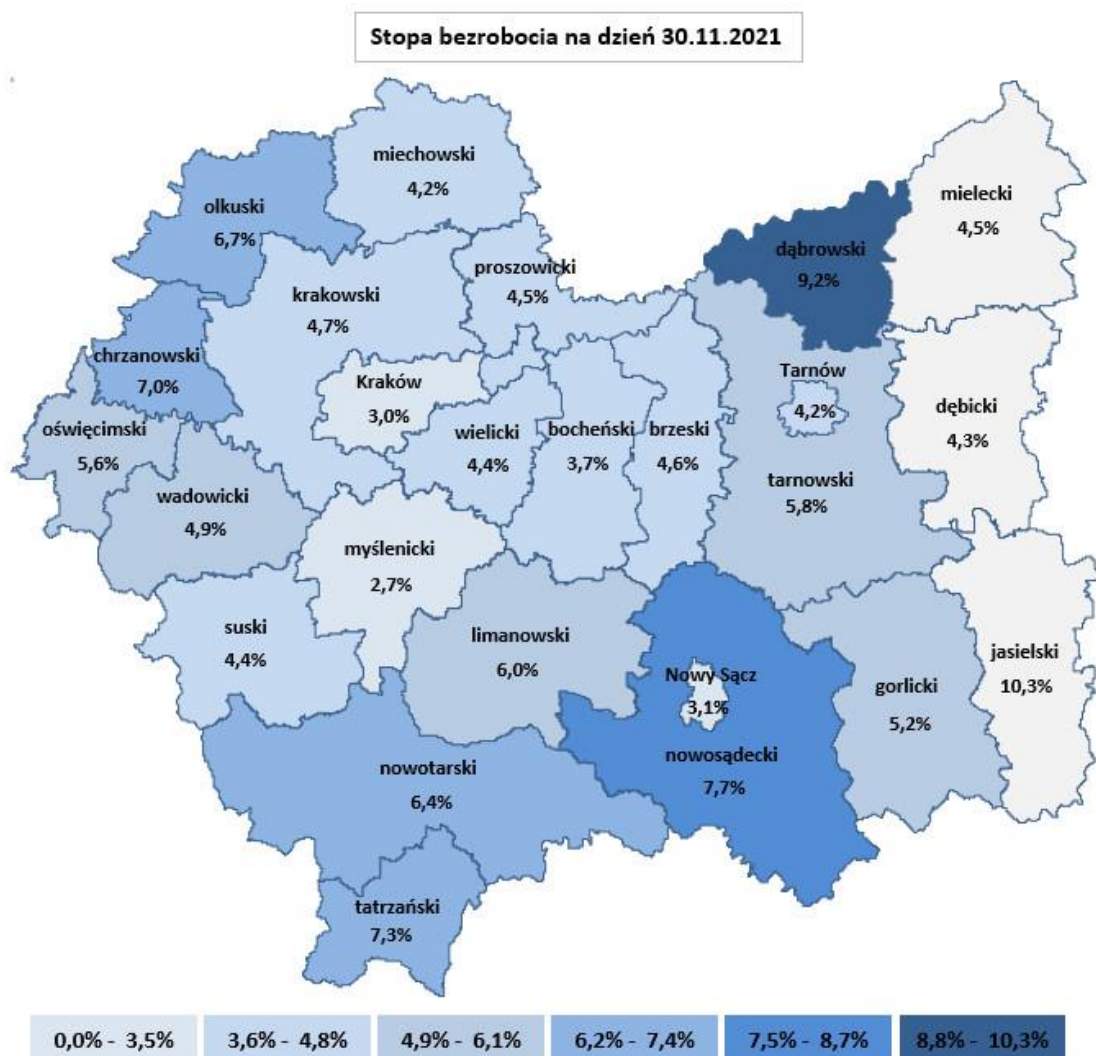 Stopa bezrobocia na dzień 30.11.2021
miechowski
4,2%
olkuski
6,7%
mielecki
4,5%
dąbrowski
9,2%
proszowicki
4,5%
krakowski
4,7%
chrzanowski
7,0%
Kraków
3,0%
Tarnów
4,2%
dębicki
4,3%
oświęcimski
5,6%
wielicki
4,4%
bocheński
3,7%
brzeski
4,6%
tarnowski
5,8%
wadowicki
4,9%
myślenicki
2,7%
suski
4,4%
limanowski
6,0%
Nowy Sącz
3,1%
gorlicki
5,2%
jasielski
10,3%
nowosądecki
7,7%
nowotarski
6,4%
tatrzański
7,3%
0,0% - 3,5%
3,6% - 4,8%
4,9% - 6,1%
6,2% - 7,4%
7,5% - 8,7%
8,8% - 10,3%